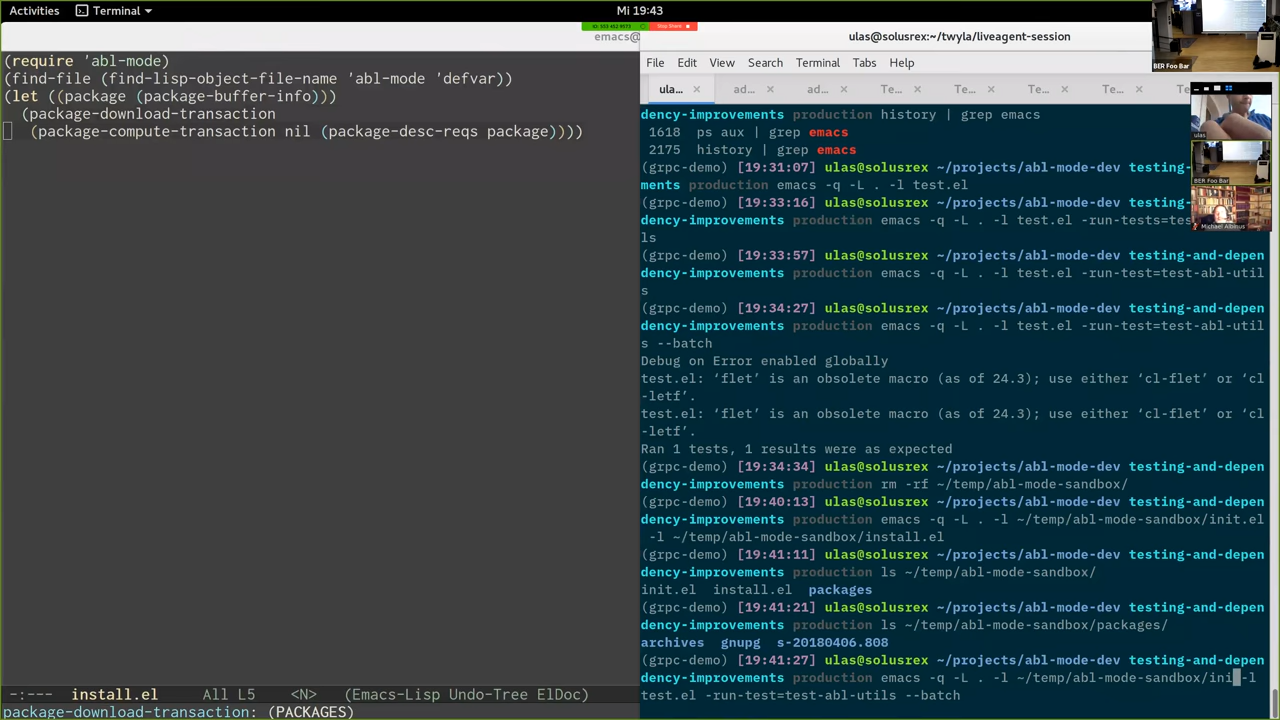 Activities
Terminal
Mi 19:43
emacs@
ulas@solusrex:~/twyla/liveagent-session
BER Foo Bar
File Edit View Search Terminal Tabs Help
ula… × ad… × ad… × Te… × Te… × Te… × Te… × Te
(require 'abl-mode)
(find-file (find-lisp-object-file-name 'abl-mode 'defvar))
(let ((package (package-buffer-info)))
(package-download-transaction
(package-compute-transaction nil (package-desc-reqs package))))
-:--- install.el All L5 <N> (Emacs-Lisp Undo-Tree ElDoc)
package-download-transaction: (PACKAGES)
dency-improvements production history | grep emacs
1618 ps aux | grep emacs
2175 history | grep emacs
(grpc-demo) [19:31:07] ulas@solusrex ~/projects/abl-mode-dev testing-
ments production emacs -q -L . -l test.el
(grpc-demo) [19:33:16] ulas@solusrex ~/projects/abl-mode-dev testing-
dency-improvements production emacs -q -L . -l test.el -run-tests=tes
ls
(grpc-demo) [19:33:57] ulas@solusrex ~/projects/abl-mode-dev testing-and-depen
dency-improvements production emacs -q -L . -l test.el -run-test=test-abl-util
s
(grpc-demo) [19:34:27] ulas@solusrex ~/projects/abl-mode-dev testing-and-depen
dency-improvements production emacs -q -L . -l test.el -run-test=test-abl-util
s --batch
Debug on Error enabled globally
test.el: ‘flet’ is an obsolete macro (as of 24.3); use either ‘cl-flet’ or ‘cl
-letf’.
test.el: ‘flet’ is an obsolete macro (as of 24.3); use either ‘cl-flet’ or ‘cl
-letf’.
Ran 1 tests, 1 results were as expected
(grpc-demo) [19:34:34] ulas@solusrex ~/projects/abl-mode-dev testing-and-depen
dency-improvements production rm -rf ~/temp/abl-mode-sandbox/
(grpc-demo) [19:40:13] ulas@solusrex ~/projects/abl-mode-dev testing-and-depen
dency-improvements production emacs -q -L . -l ~/temp/abl-mode-sandbox/init.el
-l ~/temp/abl-mode-sandbox/install.el
(grpc-demo) [19:41:11] ulas@solusrex ~/projects/abl-mode-dev testing-and-depen
dency-improvements production ls ~/temp/abl-mode-sandbox/
init.el install.el packages
(grpc-demo) [19:41:21] ulas@solusrex ~/projects/abl-mode-dev testing-and-depen
dency-improvements production ls ~/temp/abl-mode-sandbox/packages/
archives gnupg s-20180406.808
(grpc-demo) [19:41:27] ulas@solusrex ~/projects/abl-mode-dev testing-and-depen
dency-improvements production emacs -q -L . -l ~/temp/abl-mode-sandbox/ini -l
test.el -run-test=test-abl-utils --batch
ulas
BER Foo Bar
Michael Albinus